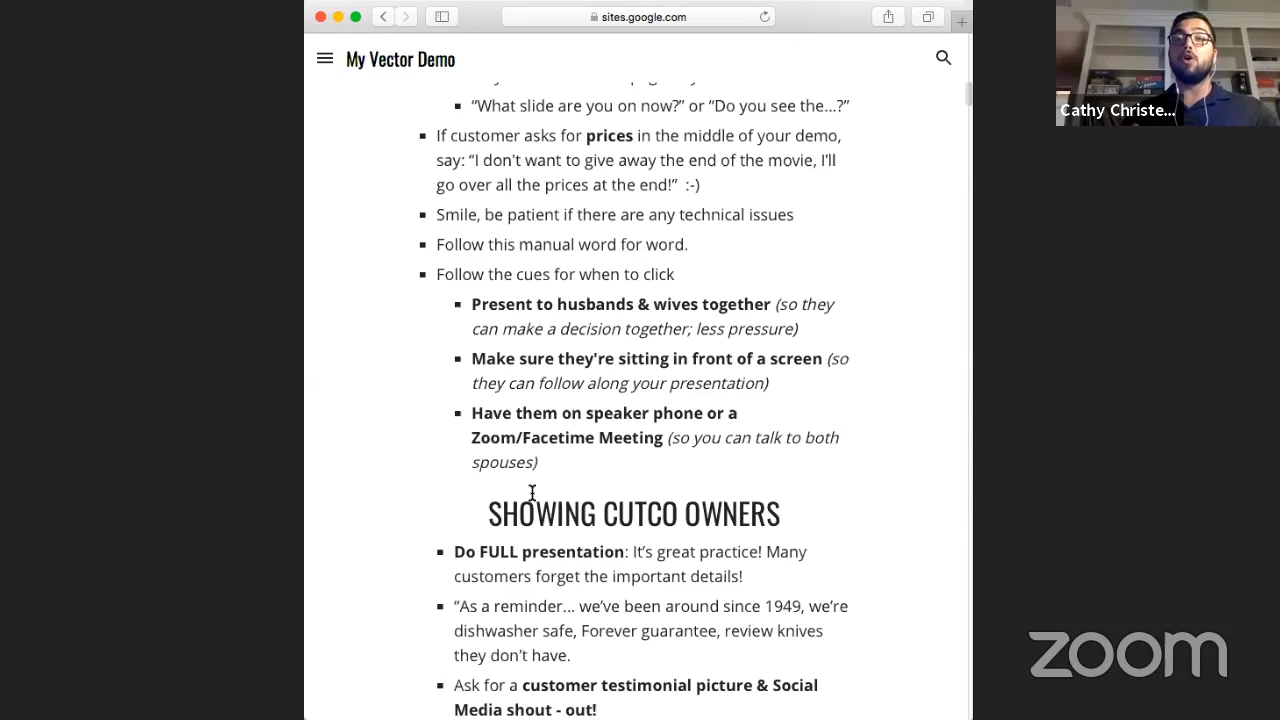 sites.google.com
My Vector Demo
"What slide are you on now?" or "Do you see the...?"
If customer asks for prices in the middle of your demo,
say: "I don't want to give away the end of the movie, I'll
go over all the prices at the end!" :-)
Smile, be patient if there are any technical issues
Follow this manual word for word.
Follow the cues for when to click
Present to husbands & wives together (so they
can make a decision together; less pressure)
Make sure they're sitting in front of a screen (so
they can follow along your presentation)
Have them on speaker phone or a
Zoom/Facetime Meeting (so you can talk to both
spouses)
SHOWING CUTCO OWNERS
Do FULL presentation: It's great practice! Many
customers forget the important details!
"As a reminder... we've been around since 1949, we're
dishwasher safe, Forever guarantee, review knives
they don't have.
Ask for a customer testimonial picture & Social
Media shout - out!
Cathy Christe...
zoom